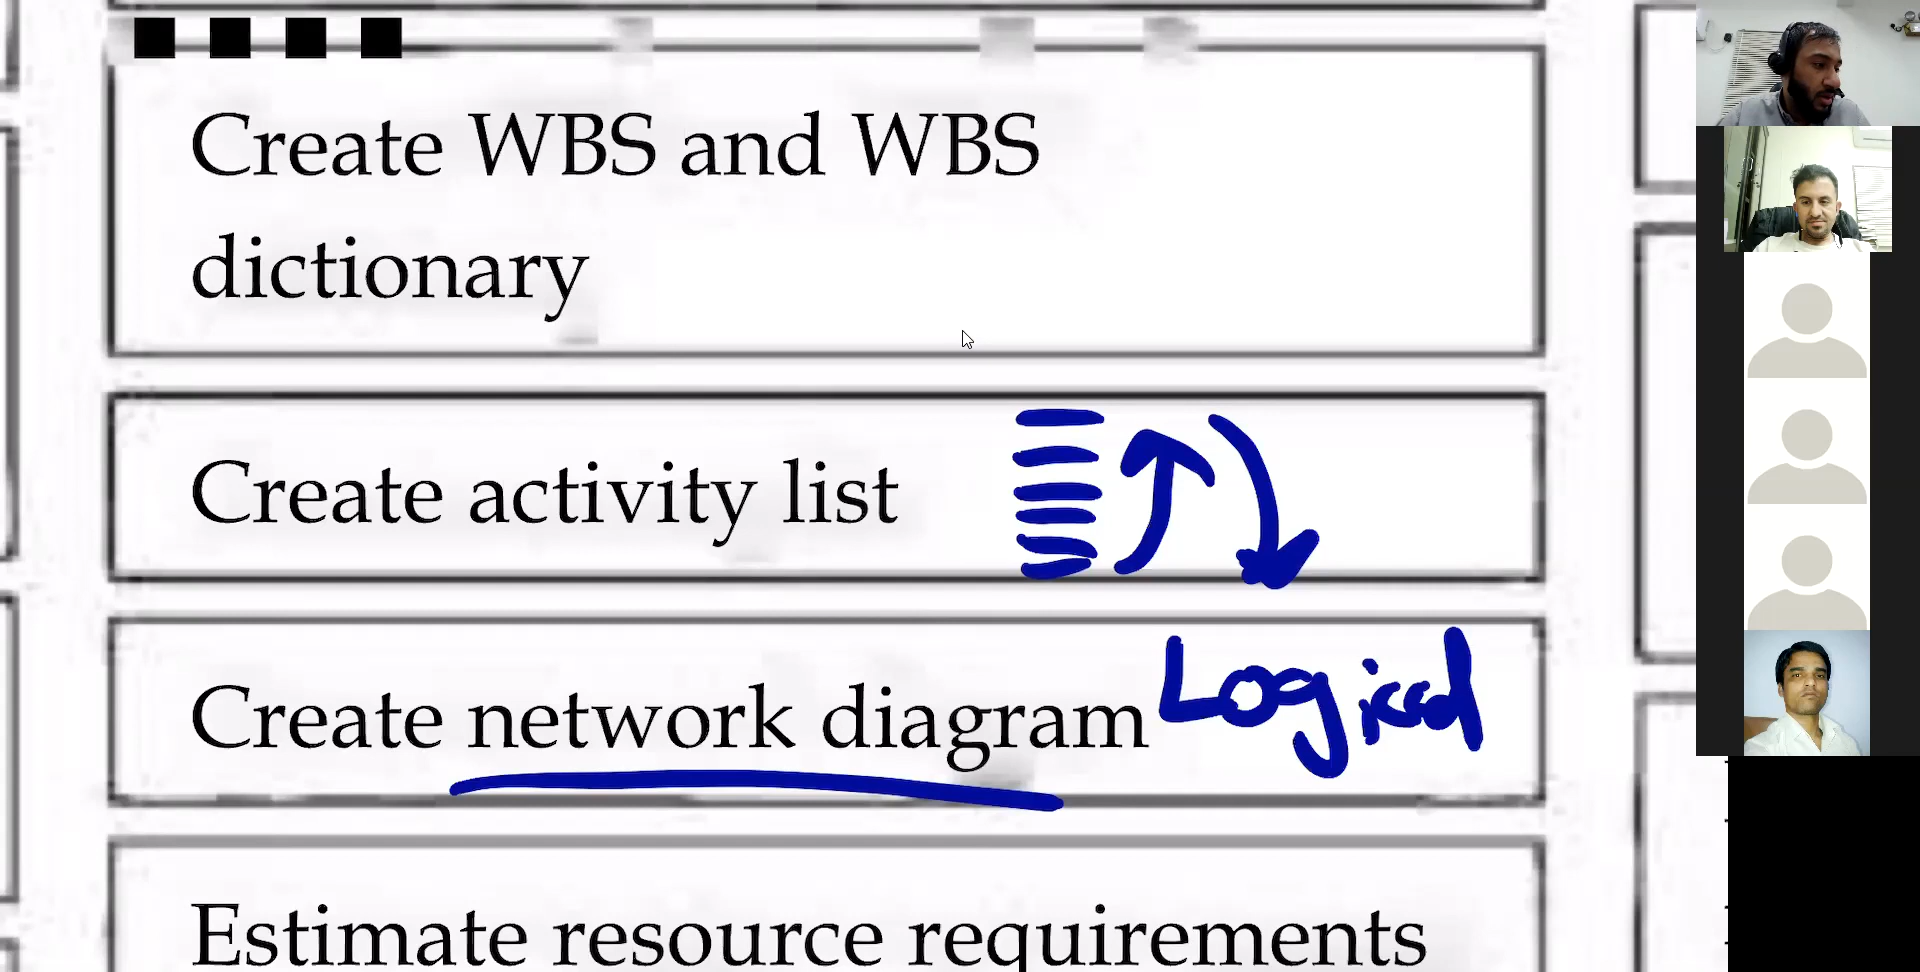 Create WBS and WBS
dictionary
Create activity list
Create network diagram Logical
Estimate resource requirements